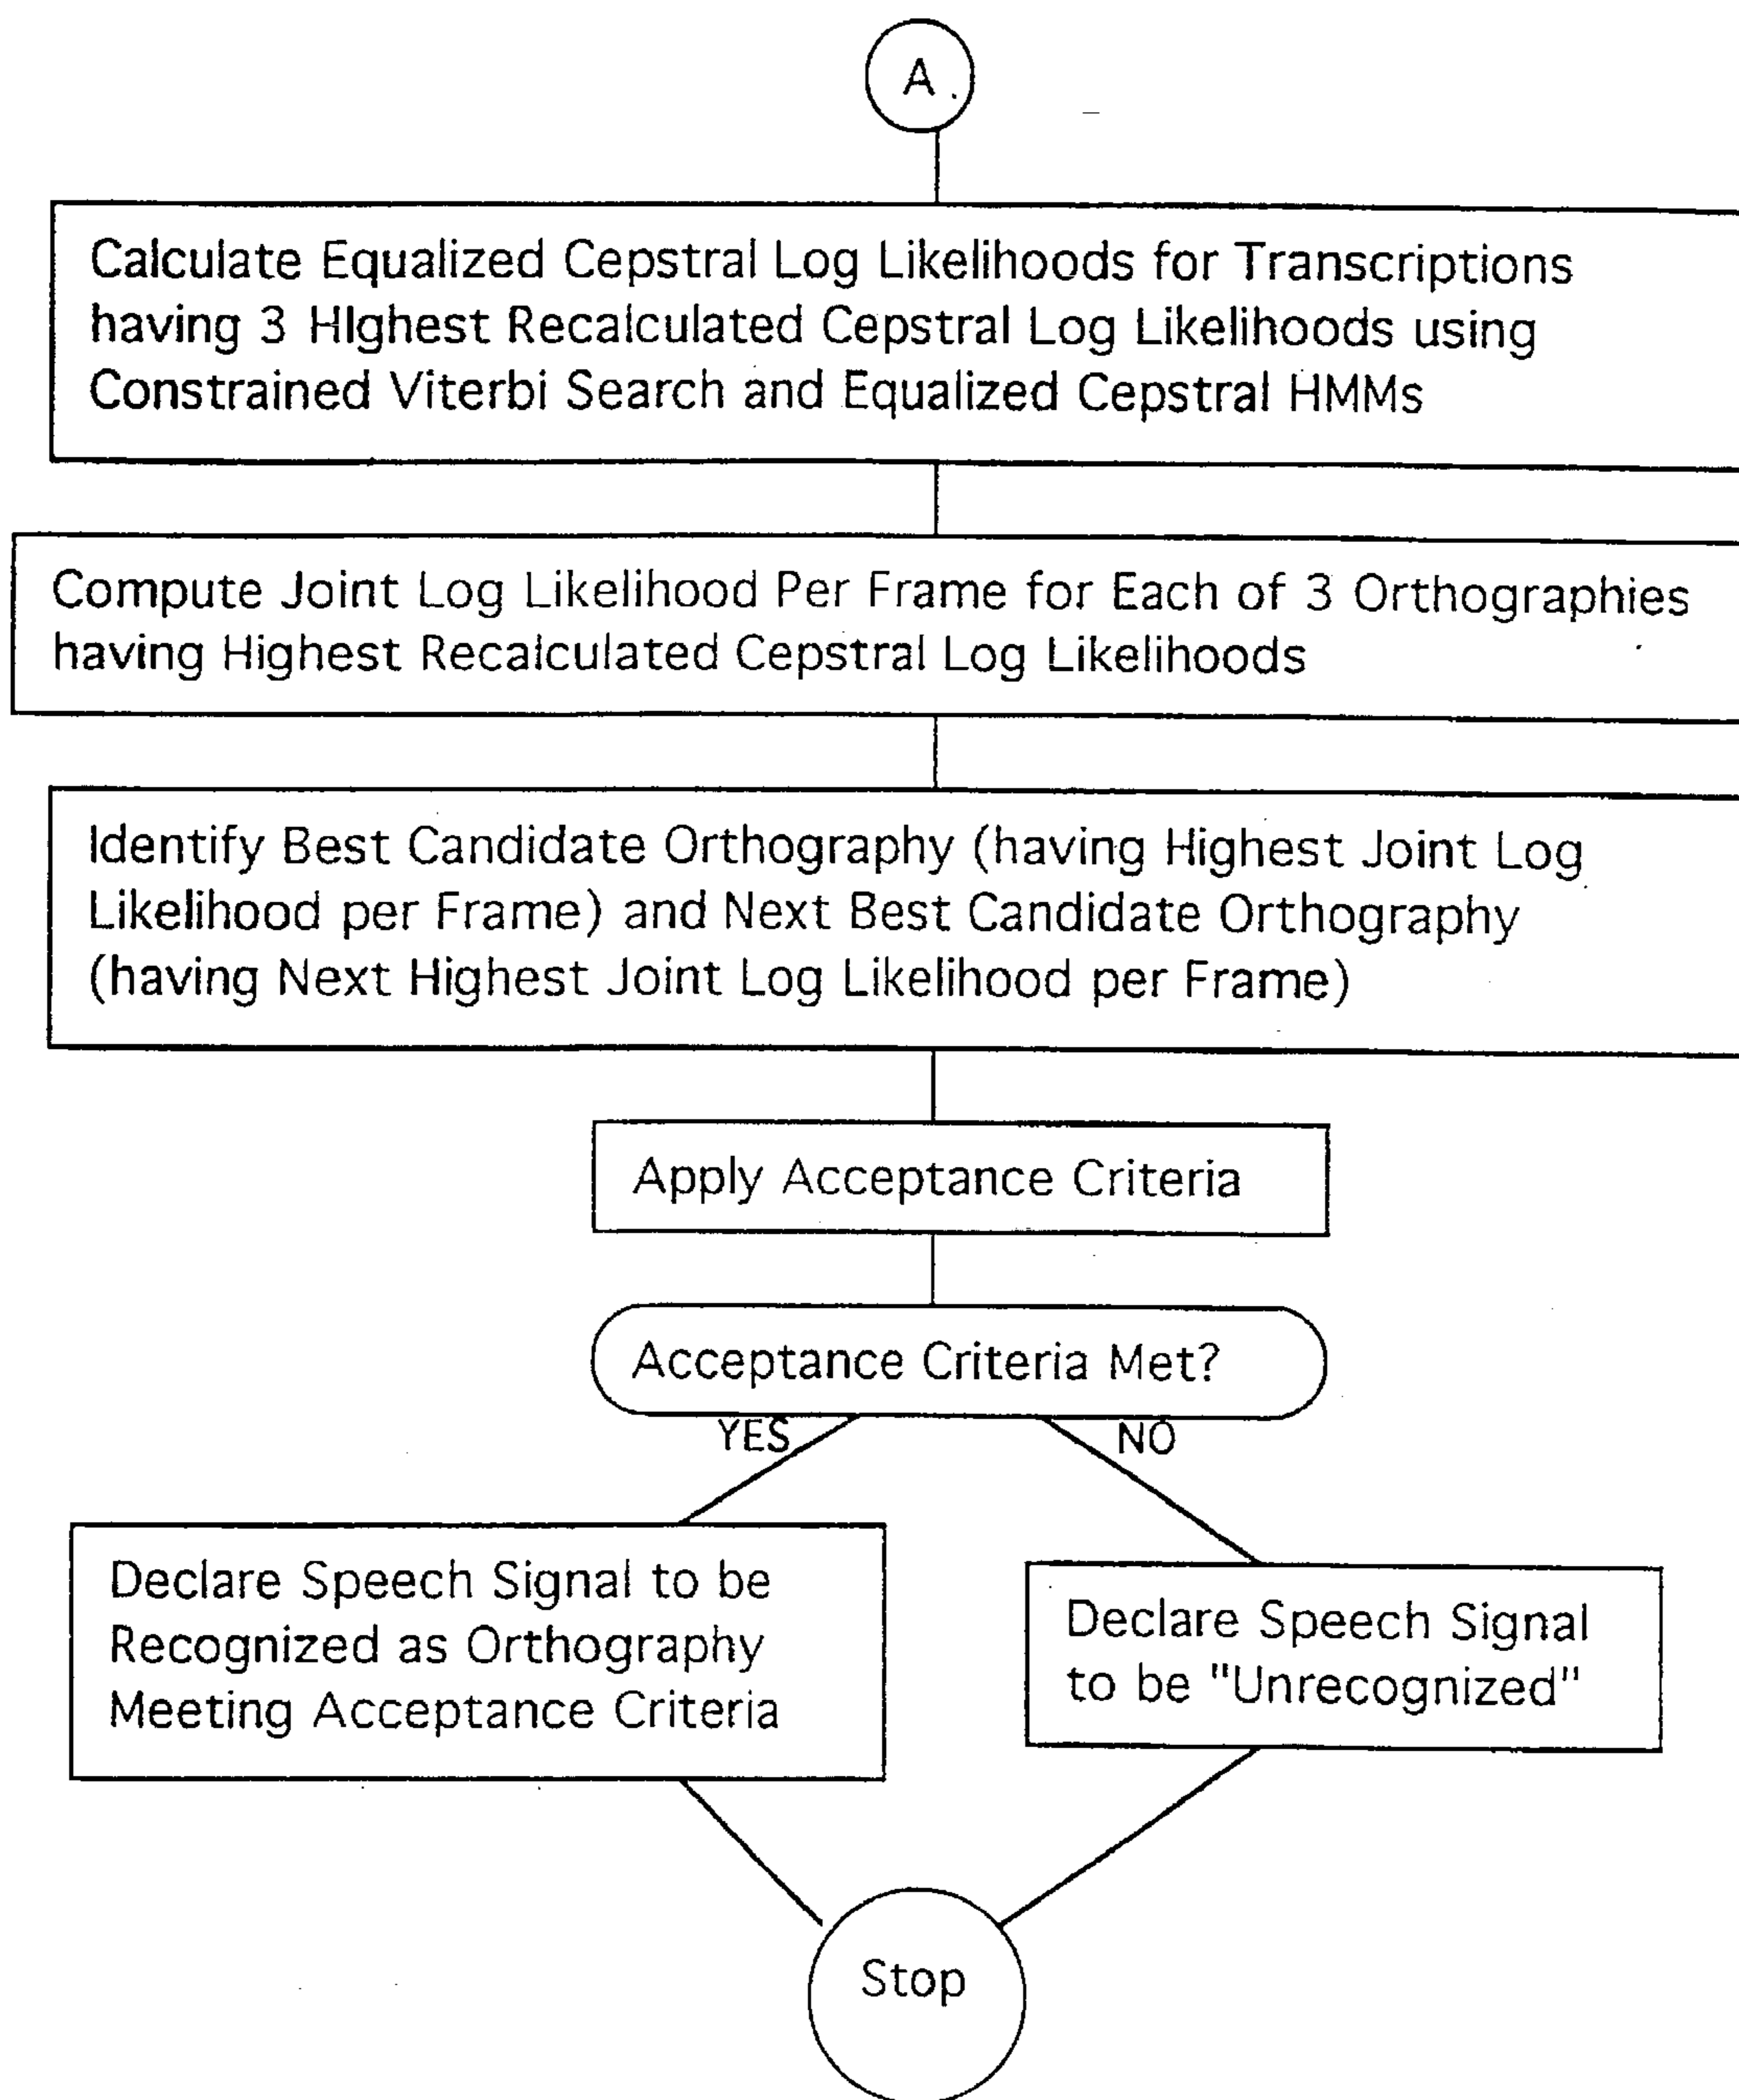 A
Calculate Equalized Cepstral Log Likelihoods for Transcriptions
having 3 HIghest Recalculated Cepstral Log Likelihoods using
Constrained Viterbi Search and Equalized Cepstral HMMs
Compute Joint Log Likelihood Per Frame for Each of 3 Orthographies
having Highest Recalculated Cepstral Log Likelihoods
Identify Best Candidate Orthography (having Highest Joint Log
Likelihood per Frame) and Next Best Candidate Orthography
(having Next Highest Joint Log Likelihood per Frame)
Apply Acceptance Criteria
Acceptance Criteria Met?
YES
NO
Declare Speech Signal to be
Recognized as Orthography
Meeting Acceptance Criteria
Declare Speech Signal
to be "Unrecognized"
Stop